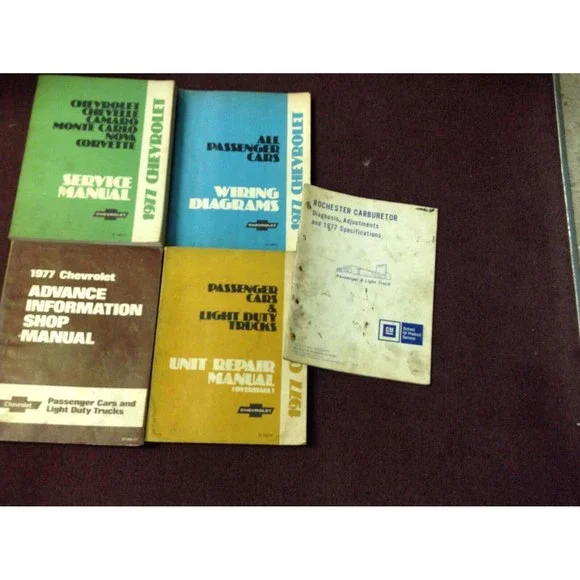 CHEVROLET
CHEVELLE
CAMARO
MONTE CARLO
NOVA
CORVETTE
SERVICE
MANUAL
CHEVROLET
1977 CHEVROLET
ALL
PASSENGER
CARS
WIRING
DIAGRAMS
CHEVROLET
1977 CHEVROLET
ROCHESTER CARBURETOR
Diagnosis, Adjustments
and 1977 Specifications
Passenger & Light Truck
GM
1977 Chevrolet
ADVANCE
INFORMATION
SHOP
MANUAL
Chevrolet
Passenger Cars and
Light Duty Trucks
PASSENGER
CARS
&
LIGHT DUTY
TRUCKS
UNIT REPAIR
MANUAL
(OVERHAUL)
CHEVROLET
1977 C